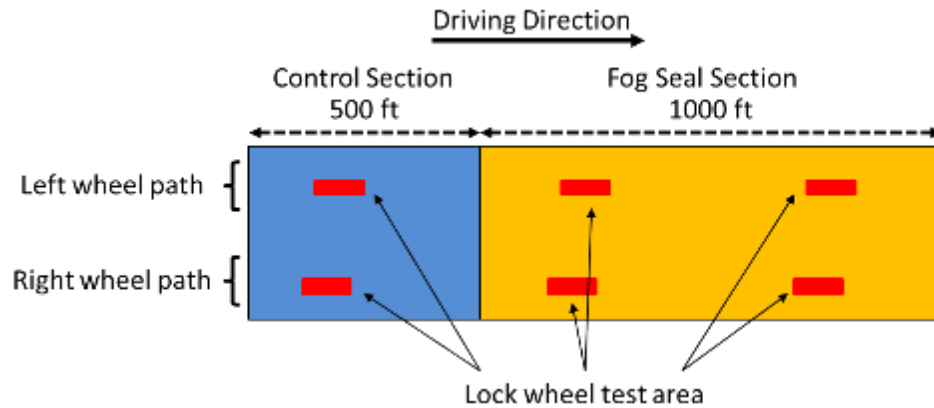 Driving Direction
Control Section
500 ft
Fog Seal Section
1000 ft
Left wheel path
Right wheel path
Lock wheel test area